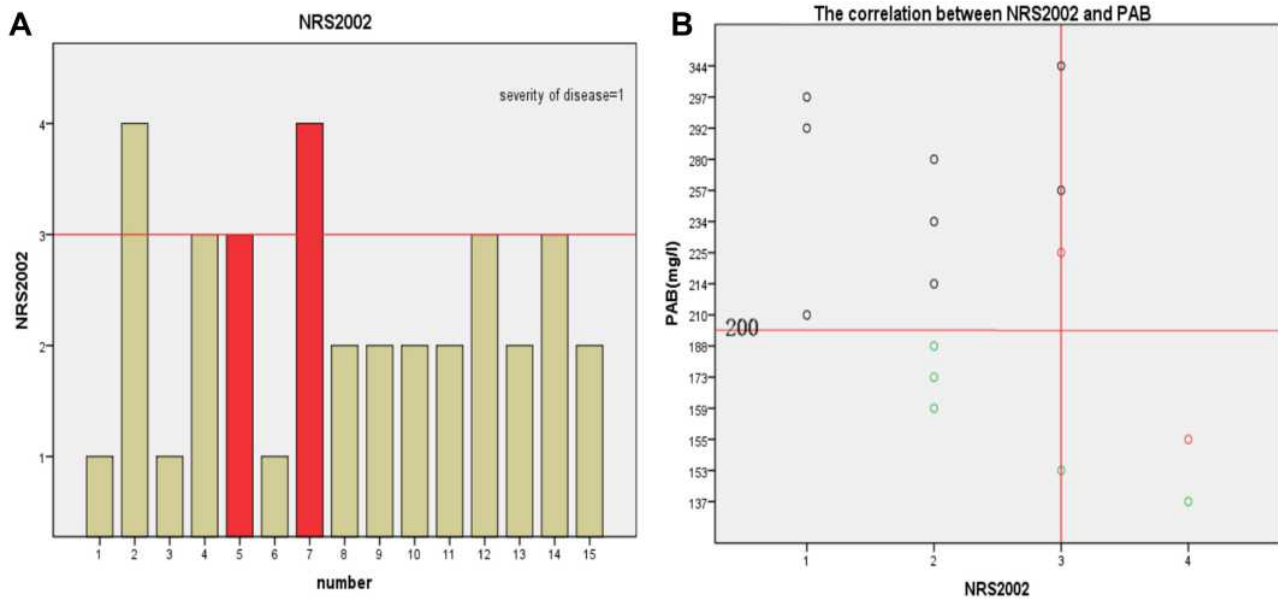 A
NRS2002
severity of disease=1
NRS2002
4
3
2
1
1 2 3 4 5 6 7 8 9 10 11 12 13 14 15
number
B
The correlation between NRS2002 and PAB
PAB(mg/l)
344
297
292
280
257
234
225
214
210
200
188
173
159
155
153
137
1 2 3 4
NRS2002